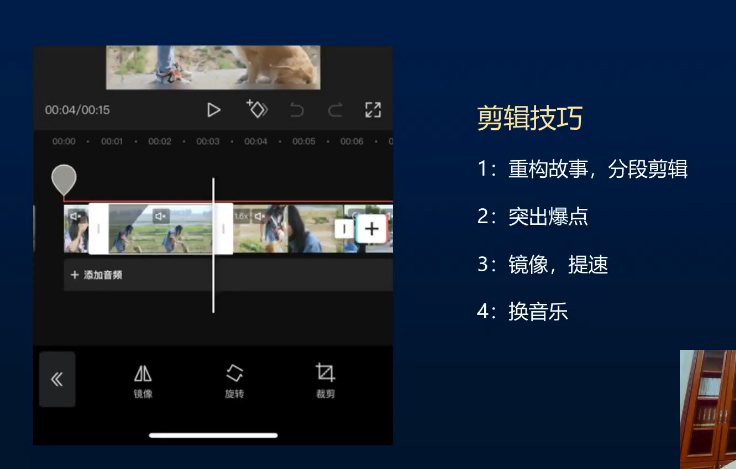 00:04/00:15
00:00 00:01 00:02 00:03 00:04 00:05 00:06
1.6x
+ 添加音频
镜像 旋转 裁剪
剪辑技巧
1：重构故事，分段剪辑
2：突出爆点
3：镜像，提速
4：换音乐